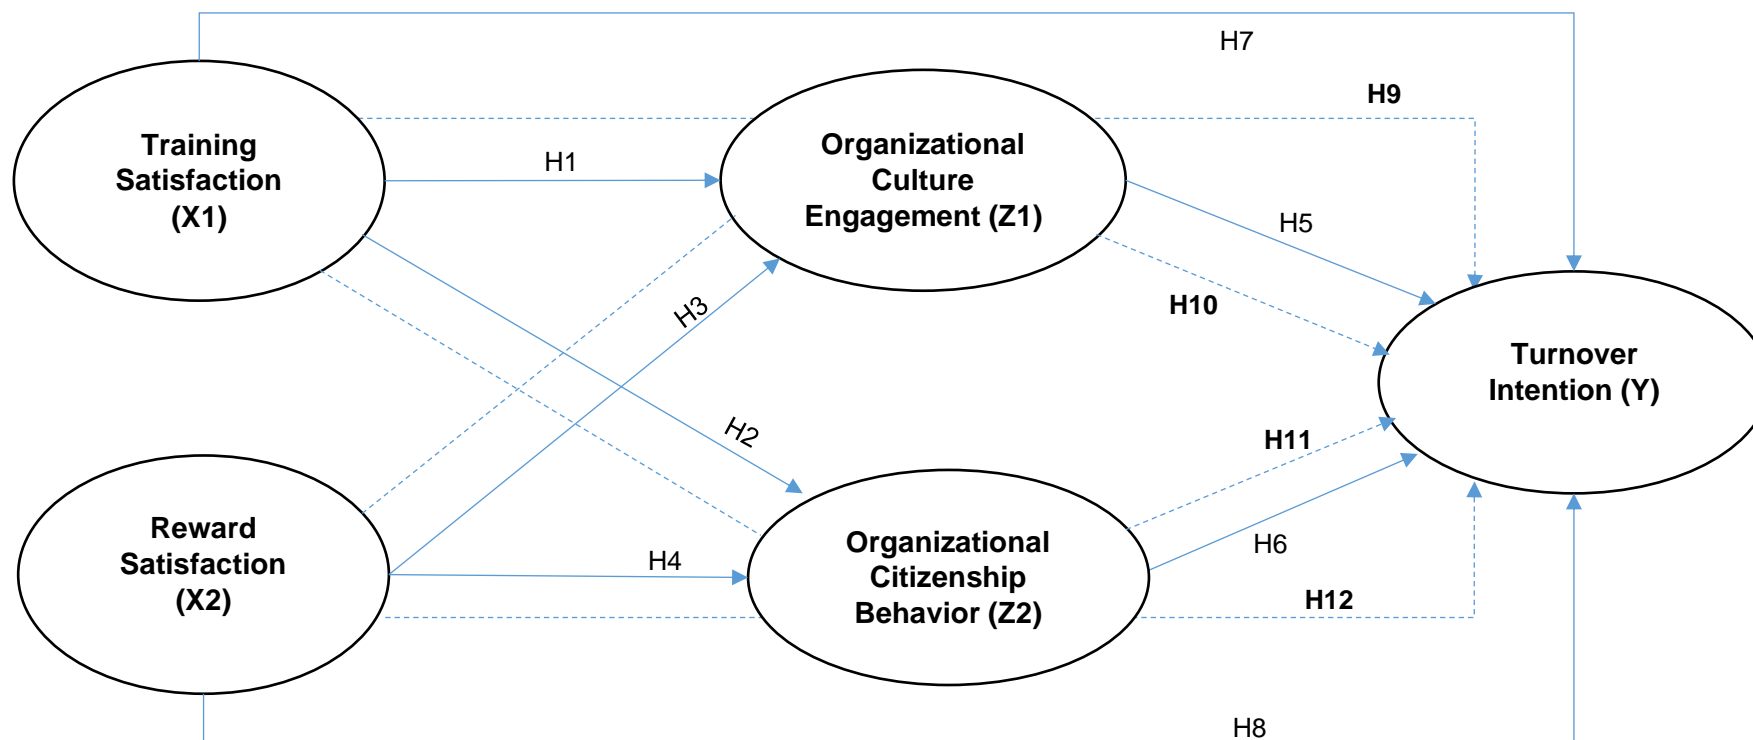 H7
H9
Training
Satisfaction
(X1)
H1
Organizational
Culture
Engagement (Z1)
H5
H3
H10
H2
Turnover
Intention (Y)
Reward
Satisfaction
(X2)
H4
Organizational
Citizenship
Behavior (Z2)
H11
H6
H12
H8